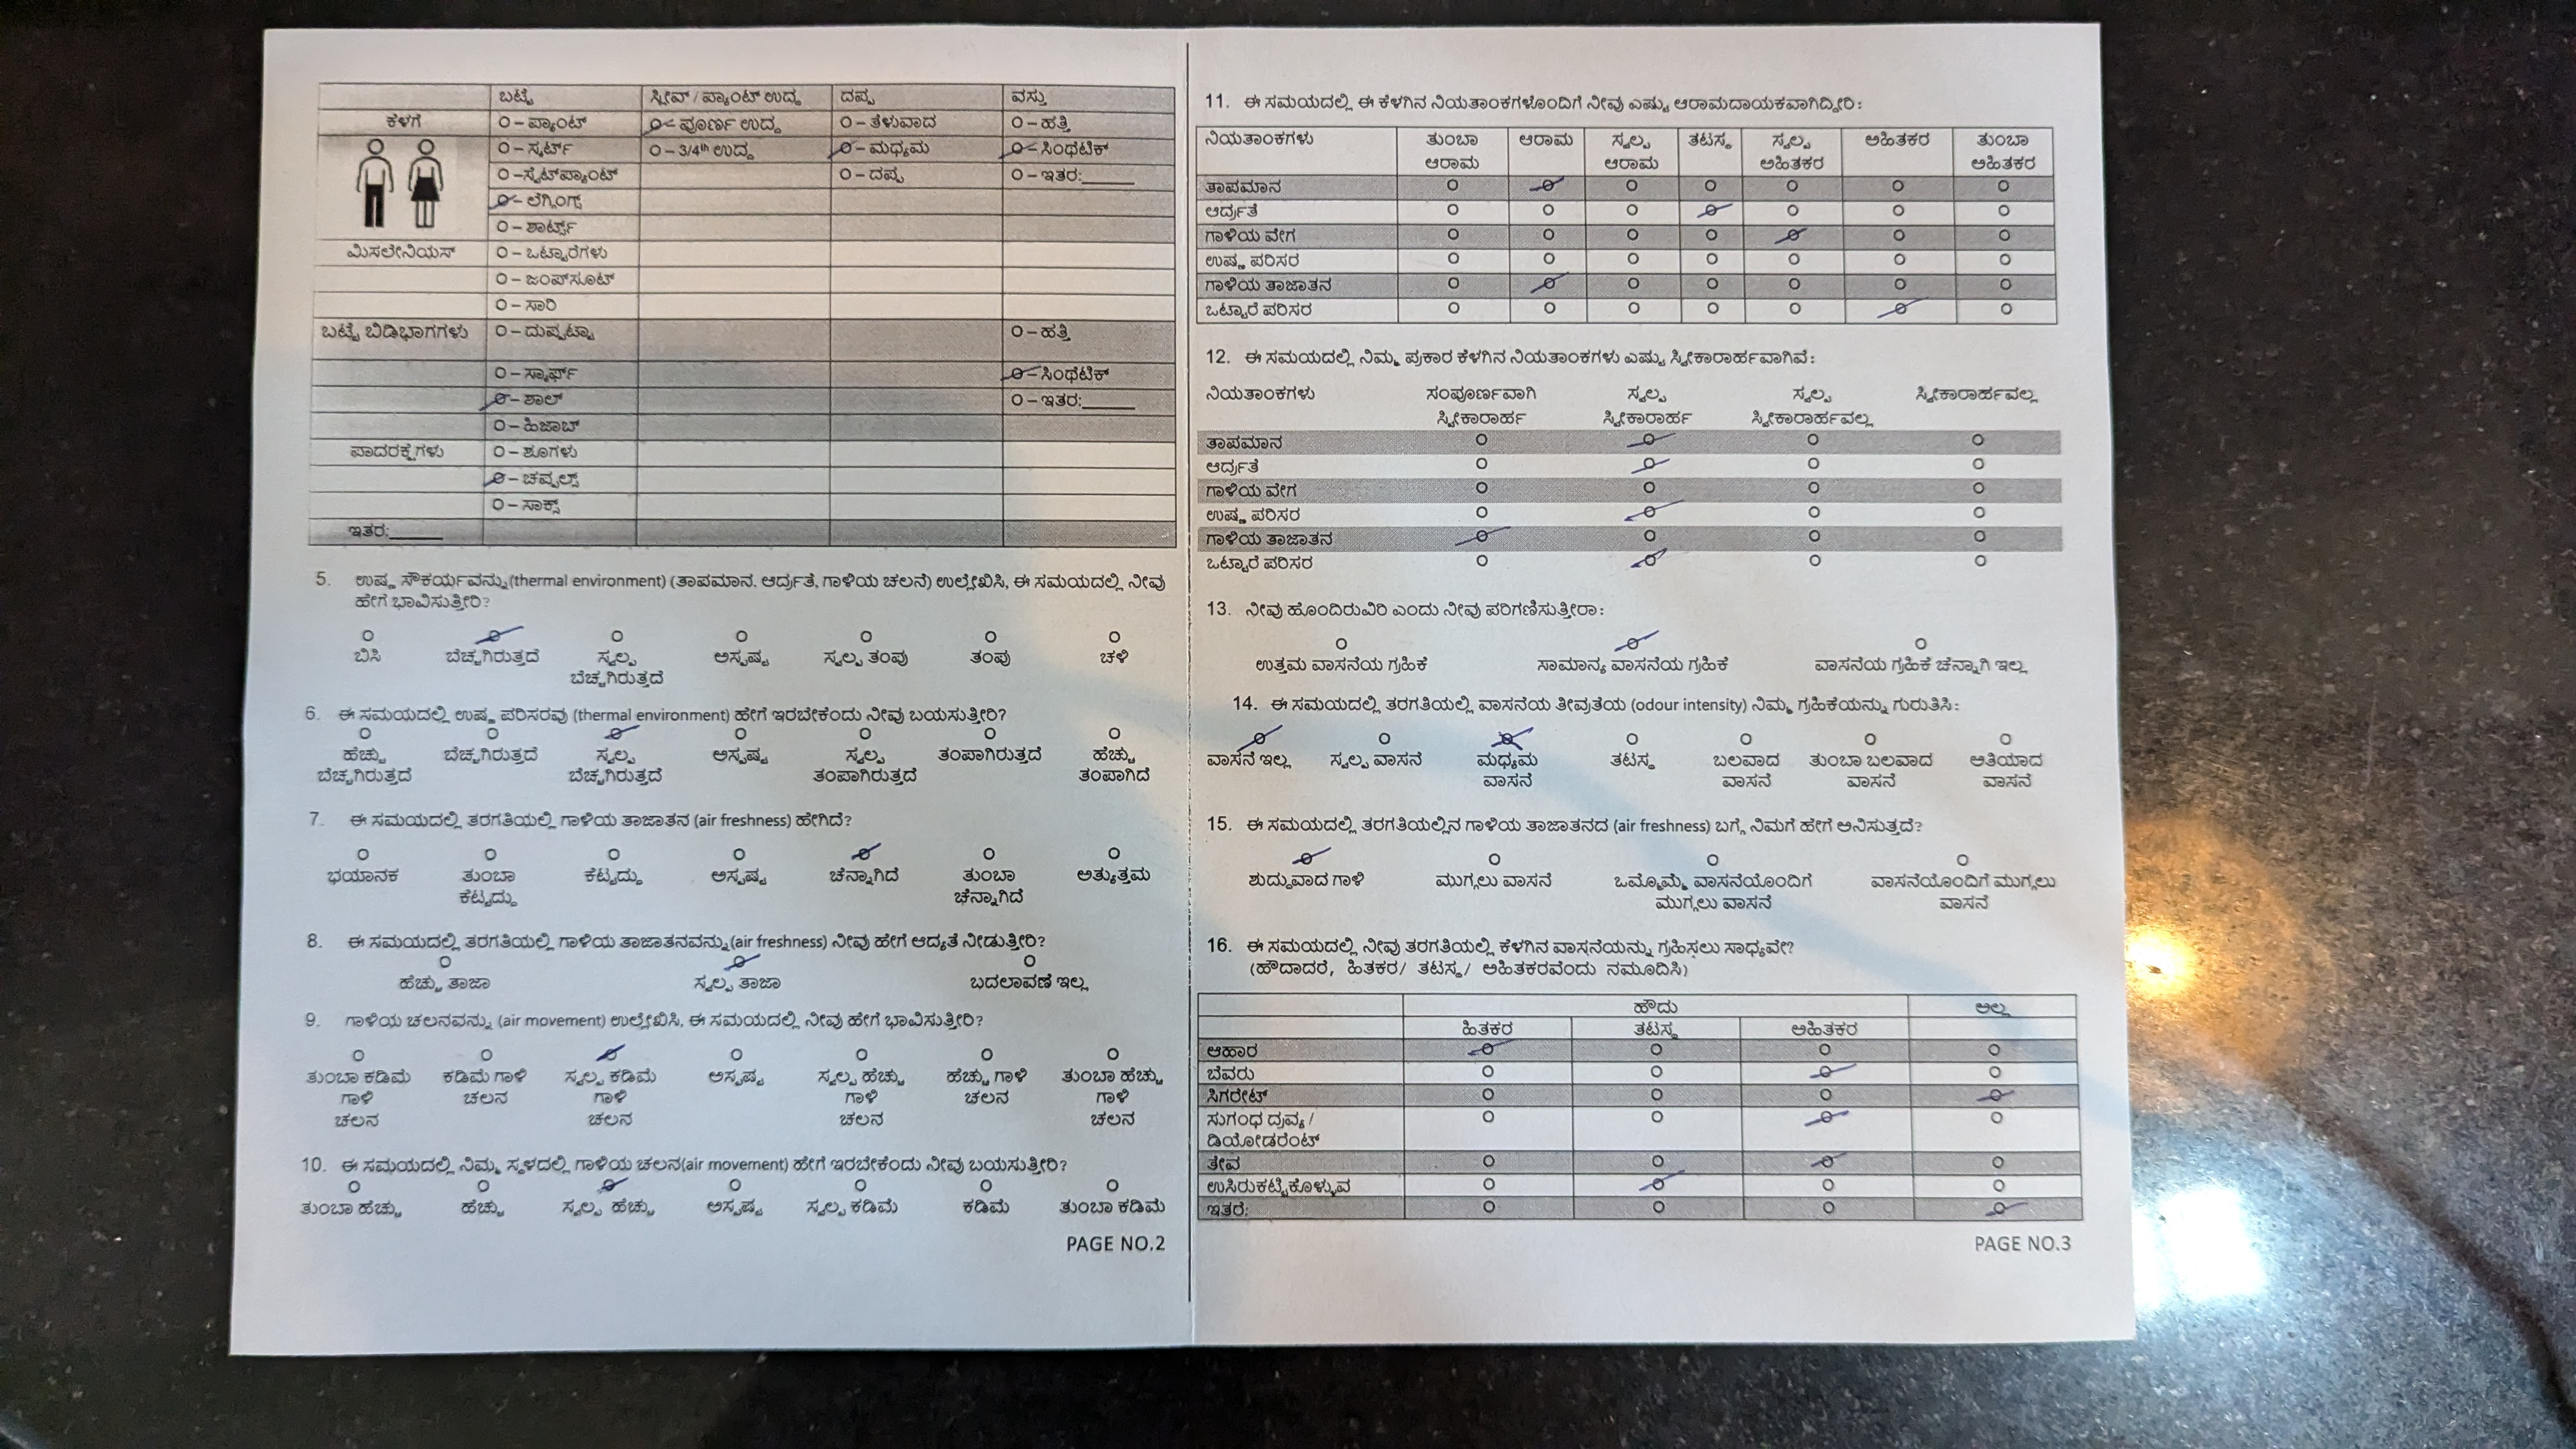 ಬಟ್ಟೆ ಸ್ಲೀವ್ / ಪ್ಯಾಂಟ್ ಉದ್ದ ದಪ್ಪ ವಸ್ತು
ಕೆಳಗೆ O – ಪ್ಯಾಂಟ್ O – ಪೂರ್ಣ ಉದ್ದ O – ತೆಳುವಾದ O – ಹತ್ತಿ
O – ಸ್ಕರ್ಟ್ O – 3/4th ಉದ್ದ O – ಮಧ್ಯಮ O – ಸಿಂಥೆಟಿಕ್
O –ಸ್ವೆಟ್‌ಪ್ಯಾಂಟ್ O – ದಪ್ಪ O – ಇತರ:______
O – ಲೆಗ್ಗಿಂಗ್ಸ್
O – ಶಾರ್ಟ್ಸ್
ಮಿಸಲೇನಿಯಸ್ O – ಒಟ್ಟಾರೆಗಳು
O – ಜಂಪ್‌ಸೂಟ್
O – ಸಾರಿ
ಬಟ್ಟೆ ಬಿಡಿಭಾಗಗಳು O – ದುಪ್ಪಟ್ಟಾ O – ಹತ್ತಿ
O – ಸ್ಕಾರ್ಫ್ O – ಸಿಂಥೆಟಿಕ್
O – ಶಾಲ್ O – ಇತರ:______
O – ಹಿಜಾಬ್
ಪಾದರಕ್ಷೆಗಳು O – ಶೂಗಳು
O – ಚಪ್ಪಲ್ಸ್
O – ಸಾಕ್ಸ್
ಇತರ:______
5. ಉಷ್ಣ ಸೌಕರ್ಯವನ್ನು(thermal environment) (ತಾಪಮಾನ, ಆರ್ದ್ರತೆ, ಗಾಳಿಯ ಚಲನೆ) ಉಲ್ಲೇಖಿಸಿ, ಈ ಸಮಯದಲ್ಲಿ ನೀವು
ಹೇಗೆ ಭಾವಿಸುತ್ತೀರಿ?
ಬಿಸಿ ಬೆಚ್ಚಗಿರುತ್ತದೆ ಸ್ವಲ್ಪ ಅಸ್ಪಷ್ಟ ಸ್ವಲ್ಪ ತಂಪು ತಂಪು ಚಳಿ
ಬೆಚ್ಚಗಿರುತ್ತದೆ
6. ಈ ಸಮಯದಲ್ಲಿ ಉಷ್ಣ ಪರಿಸರವು (thermal environment) ಹೇಗೆ ಇರಬೇಕೆಂದು ನೀವು ಬಯಸುತ್ತೀರಿ?
ಹೆಚ್ಚು ಬೆಚ್ಚಗಿರುತ್ತದೆ ಸ್ವಲ್ಪ ಅಸ್ಪಷ್ಟ ಸ್ವಲ್ಪ ತಂಪಾಗಿರುತ್ತದೆ ಹೆಚ್ಚು
ಬೆಚ್ಚಗಿರುತ್ತದೆ ಬೆಚ್ಚಗಿರುತ್ತದೆ ತಂಪಾಗಿರುತ್ತದೆ ತಂಪಾಗಿದೆ
7. ಈ ಸಮಯದಲ್ಲಿ ತರಗತಿಯಲ್ಲಿ ಗಾಳಿಯ ತಾಜಾತನ (air freshness) ಹೇಗಿದೆ?
ಭಯಾನಕ ತುಂಬಾ ಕೆಟ್ಟದ್ದು ಅಸ್ಪಷ್ಟ ಚೆನ್ನಾಗಿದೆ ತುಂಬಾ ಅತ್ಯುತ್ತಮ
ಕೆಟ್ಟದ್ದು ಚೆನ್ನಾಗಿದೆ
8. ಈ ಸಮಯದಲ್ಲಿ ತರಗತಿಯಲ್ಲಿ ಗಾಳಿಯ ತಾಜಾತನವನ್ನು(air freshness) ನೀವು ಹೇಗೆ ಆದ್ಯತೆ ನೀಡುತ್ತೀರಿ?
ಹೆಚ್ಚು ತಾಜಾ ಸ್ವಲ್ಪ ತಾಜಾ ಬದಲಾವಣೆ ಇಲ್ಲ
9. ಗಾಳಿಯ ಚಲನವನ್ನು (air movement) ಉಲ್ಲೇಖಿಸಿ, ಈ ಸಮಯದಲ್ಲಿ ನೀವು ಹೇಗೆ ಭಾವಿಸುತ್ತೀರಿ?
ತುಂಬಾ ಕಡಿಮೆ ಕಡಿಮೆ ಗಾಳಿ ಸ್ವಲ್ಪ ಕಡಿಮೆ ಅಸ್ಪಷ್ಟ ಸ್ವಲ್ಪ ಹೆಚ್ಚು ಹೆಚ್ಚು ಗಾಳಿ ತುಂಬಾ ಹೆಚ್ಚು
ಗಾಳಿ ಚಲನ ಗಾಳಿ ಗಾಳಿ ಚಲನ ಗಾಳಿ
ಚಲನ ಚಲನ ಚಲನ ಚಲನ
10. ಈ ಸಮಯದಲ್ಲಿ ನಿಮ್ಮ ಸ್ಥಳದಲ್ಲಿ ಗಾಳಿಯ ಚಲನ(air movement) ಹೇಗೆ ಇರಬೇಕೆಂದು ನೀವು ಬಯಸುತ್ತೀರಿ?
ತುಂಬಾ ಹೆಚ್ಚು ಹೆಚ್ಚು ಸ್ವಲ್ಪ ಹೆಚ್ಚು ಅಸ್ಪಷ್ಟ ಸ್ವಲ್ಪ ಕಡಿಮೆ ಕಡಿಮೆ ತುಂಬಾ ಕಡಿಮೆ
PAGE NO.2
11. ಈ ಸಮಯದಲ್ಲಿ ಈ ಕೆಳಗಿನ ನಿಯತಾಂಕಗಳೊಂದಿಗೆ ನೀವು ಎಷ್ಟು ಆರಾಮದಾಯಕವಾಗಿದ್ದೀರಿ:
ನಿಯತಾಂಕಗಳು ತುಂಬಾ ಆರಾಮ ಸ್ವಲ್ಪ ತಟಸ್ಥ ಸ್ವಲ್ಪ ಅಹಿತಕರ ತುಂಬಾ
ಆರಾಮ ಆರಾಮ ಅಹಿತಕರ ಅಹಿತಕರ
ತಾಪಮಾನ
ಆರ್ದ್ರತೆ
ಗಾಳಿಯ ವೇಗ
ಉಷ್ಣ ಪರಿಸರ
ಗಾಳಿಯ ತಾಜಾತನ
ಒಟ್ಟಾರೆ ಪರಿಸರ
12. ಈ ಸಮಯದಲ್ಲಿ ನಿಮ್ಮ ಪ್ರಕಾರ ಕೆಳಗಿನ ನಿಯತಾಂಕಗಳು ಎಷ್ಟು ಸ್ವೀಕಾರಾರ್ಹವಾಗಿವೆ:
ನಿಯತಾಂಕಗಳು ಸಂಪೂರ್ಣವಾಗಿ ಸ್ವಲ್ಪ ಸ್ವಲ್ಪ ಸ್ವೀಕಾರಾರ್ಹವಲ್ಲ
ಸ್ವೀಕಾರಾರ್ಹ ಸ್ವೀಕಾರಾರ್ಹ ಸ್ವೀಕಾರಾರ್ಹವಲ್ಲ
ತಾಪಮಾನ
ಆರ್ದ್ರತೆ
ಗಾಳಿಯ ವೇಗ
ಉಷ್ಣ ಪರಿಸರ
ಗಾಳಿಯ ತಾಜಾತನ
ಒಟ್ಟಾರೆ ಪರಿಸರ
13. ನೀವು ಹೊಂದಿರುವಿರಿ ಎಂದು ನೀವು ಪರಿಗಣಿಸುತ್ತೀರಾ:
ಉತ್ತಮ ವಾಸನೆಯ ಗ್ರಹಿಕೆ ಸಾಮಾನ್ಯ ವಾಸನೆಯ ಗ್ರಹಿಕೆ ವಾಸನೆಯ ಗ್ರಹಿಕೆ ಚೆನ್ನಾಗಿ ಇಲ್ಲ
14. ಈ ಸಮಯದಲ್ಲಿ ತರಗತಿಯಲ್ಲಿ ವಾಸನೆಯ ತೀವ್ರತೆಯ (odour intensity) ನಿಮ್ಮ ಗ್ರಹಿಕೆಯನ್ನು ಗುರುತಿಸಿ:
ವಾಸನೆ ಇಲ್ಲ ಸ್ವಲ್ಪ ವಾಸನೆ ಮಧ್ಯಮ ತಟಸ್ಥ ಬಲವಾದ ತುಂಬಾ ಬಲವಾದ ಅತಿಯಾದ
ವಾಸನೆ ವಾಸನೆ ವಾಸನೆ ವಾಸನೆ
15. ಈ ಸಮಯದಲ್ಲಿ ತರಗತಿಯಲ್ಲಿನ ಗಾಳಿಯ ತಾಜಾತನದ (air freshness) ಬಗ್ಗೆ ನಿಮಗೆ ಹೇಗೆ ಅನಿಸುತ್ತದೆ?
ಶುದ್ದುವಾದ ಗಾಳಿ ಮುಗ್ಗಲು ವಾಸನೆ ಒಮ್ಮೊಮ್ಮೆ ವಾಸನೆಯೊಂದಿಗೆ ವಾಸನೆಯೊಂದಿಗೆ ಮುಗ್ಗಲು
ಮುಗ್ಗಲು ವಾಸನೆ ವಾಸನೆ
16. ಈ ಸಮಯದಲ್ಲಿ ನೀವು ತರಗತಿಯಲ್ಲಿ ಕೆಳಗಿನ ವಾಸನೆಯನ್ನು ಗ್ರಹಿಸಲು ಸಾಧ್ಯವೇ?
(ಹೌದಾದರೆ, ಹಿತಕರ/ ತಟಸ್ಥ/ ಅಹಿತಕರವೆಂದು ನಮೂದಿಸಿ)
ಹೌದು ಅಲ್ಲ
ಹಿತಕರ ತಟಸ್ಥ ಅಹಿತಕರ
ಆಹಾರ
ಬೆವರು
ಸಿಗರೇಟ್
ಸುಗಂಧ ದ್ರವ್ಯ /
ಡಿಯೋಡರೆಂಟ್
ತೇವ
ಉಸಿರುಕಟ್ಟಿಕೊಳ್ಳುವ
ಇತರೆ:
PAGE NO.3